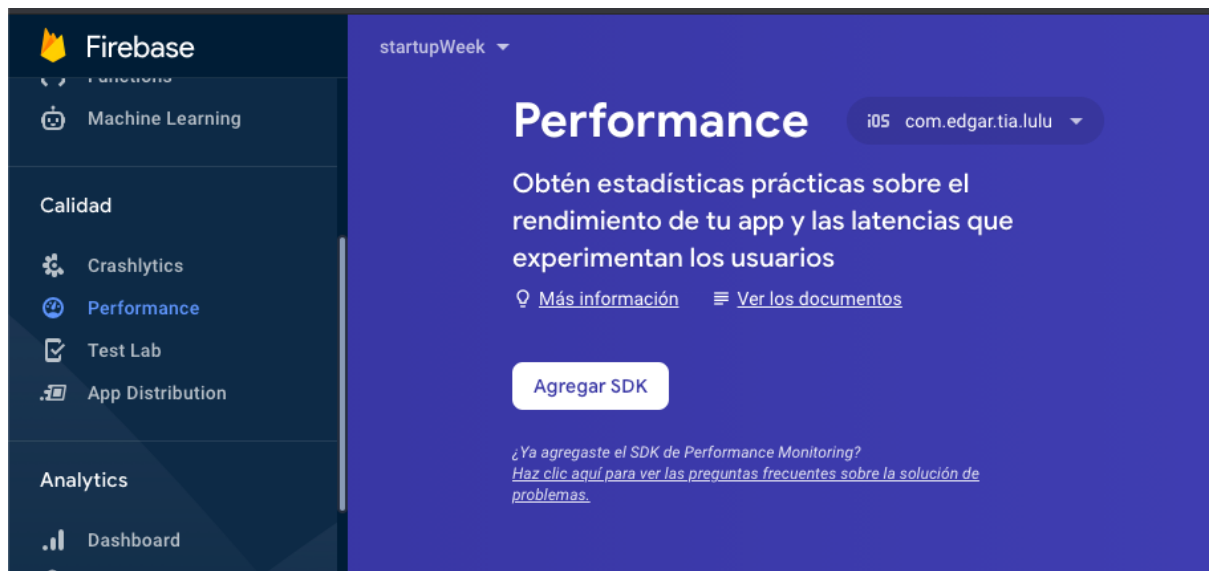 Firebase
Functions
Machine Learning
Calidad
Crashlytics
Performance
Test Lab
App Distribution
Analytics
Dashboard
startupWeek
Performance
iOS com.edgar.tia.lulu
Obtén estadísticas prácticas sobre el
rendimiento de tu app y las latencias que
experimentan los usuarios
Más información Ver los documentos
Agregar SDK
¿Ya agregaste el SDK de Performance Monitoring?
Haz clic aquí para ver las preguntas frecuentes sobre la solución de
problemas.